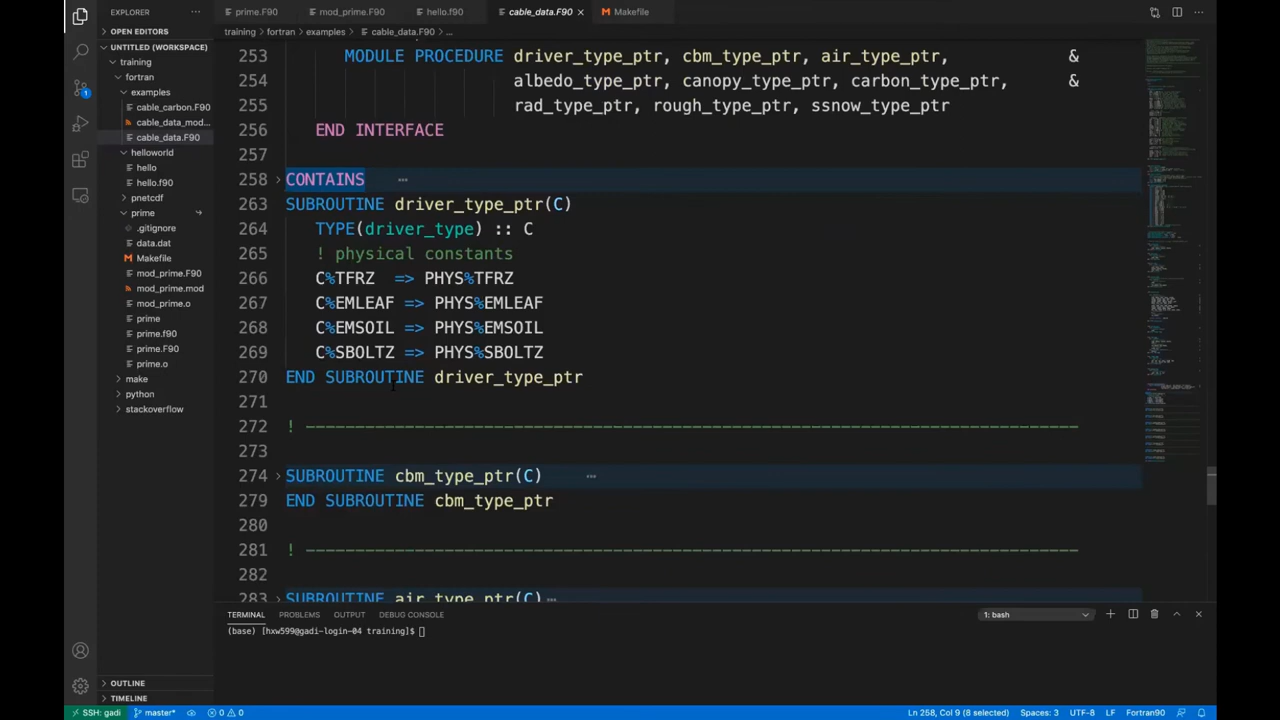 EXPLORER
prime.F90
mod_prime.F90
hello.f90
cable_data.F90
Makefile
training > fortran > examples > cable_data.F90 > ...
OPEN EDITORS
UNTITLED (WORKSPACE)
training
fortran
examples
cable_carbon.F90
cable_data_mod...
cable_data.F90
helloworld
hello
hello.f90
pnetcdf
prime
.gitignore
data.dat
Makefile
mod_prime.F90
mod_prime.mod
mod_prime.o
prime
prime.f90
prime.F90
prime.o
make
python
stackoverflow
OUTLINE
TIMELINE
1
253 MODULE PROCEDURE driver_type_ptr, cbm_type_ptr, air_type_ptr, &
254 albedo_type_ptr, canopy_type_ptr, carbon_type_ptr, &
255 rad_type_ptr, rough_type_ptr, ssnow_type_ptr
256 END INTERFACE
257
258 CONTAINS ...
263 SUBROUTINE driver_type_ptr(C)
264 TYPE(driver_type) :: C
265 ! physical constants
266 C%TFRZ => PHYS%TFRZ
267 C%EMLEAF => PHYS%EMLEAF
268 C%EMSOIL => PHYS%EMSOIL
269 C%SBOLTZ => PHYS%SBOLTZ
270 END SUBROUTINE driver_type_ptr
271
272 ! ------------------------------------------------------------------------------
273
274 SUBROUTINE cbm_type_ptr(C) ...
279 END SUBROUTINE cbm_type_ptr
280
281 ! ------------------------------------------------------------------------------
282
283 SUBROUTINE air_type_ptr(C)...
TERMINAL PROBLEMS OUTPUT DEBUG CONSOLE
1: bash
(base) [hxw599@gadi-login-04 training]$
SSH: gadi master* 0 0 Ln 258, Col 9 (8 selected) Spaces: 3 UTF-8 LF Fortran90